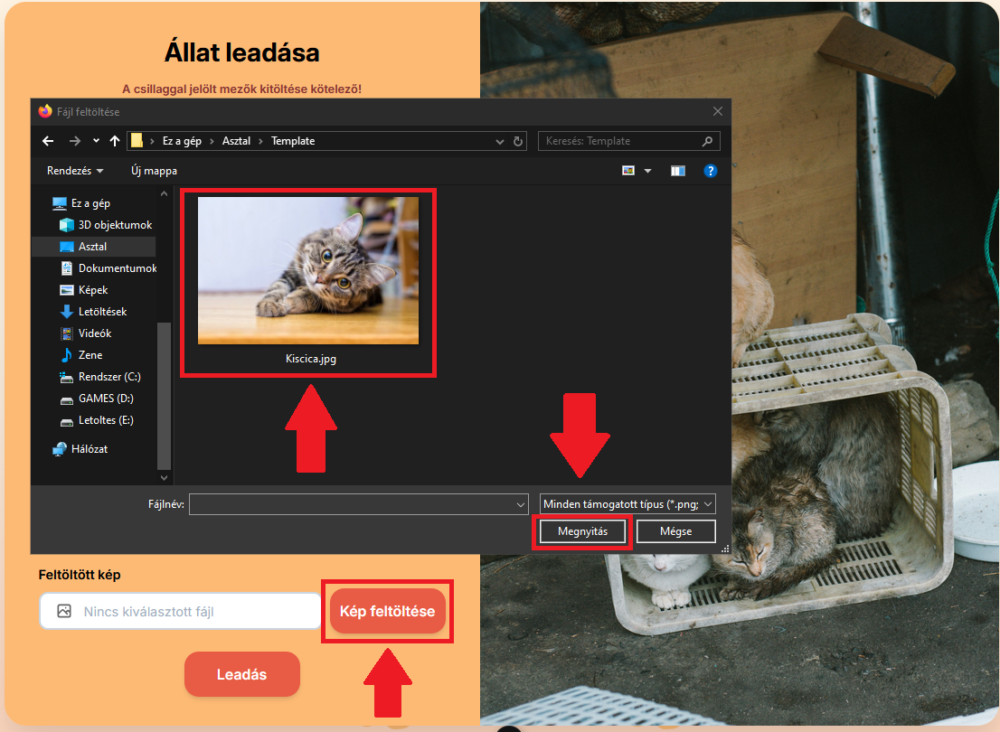 Állat leadása
A csillaggal jelölt mezők kitöltése kötelező!
Fájl feltöltése
Ez a gép > Asztal > Template
Keresés: Template
Rendezés
Új mappa
Ez a gép
3D objektumok
Asztal
Dokumentumok
Képek
Letöltések
Videók
Zene
Rendszer (C:)
GAMES (D:)
Letoltes (E:)
Hálózat
Kiscica.jpg
Fájlnév:
Minden támogatott típus (*.png;
Megnyitás
Mégse
Feltöltött kép
Nincs kiválasztott fájl
Kép feltöltése
Leadás